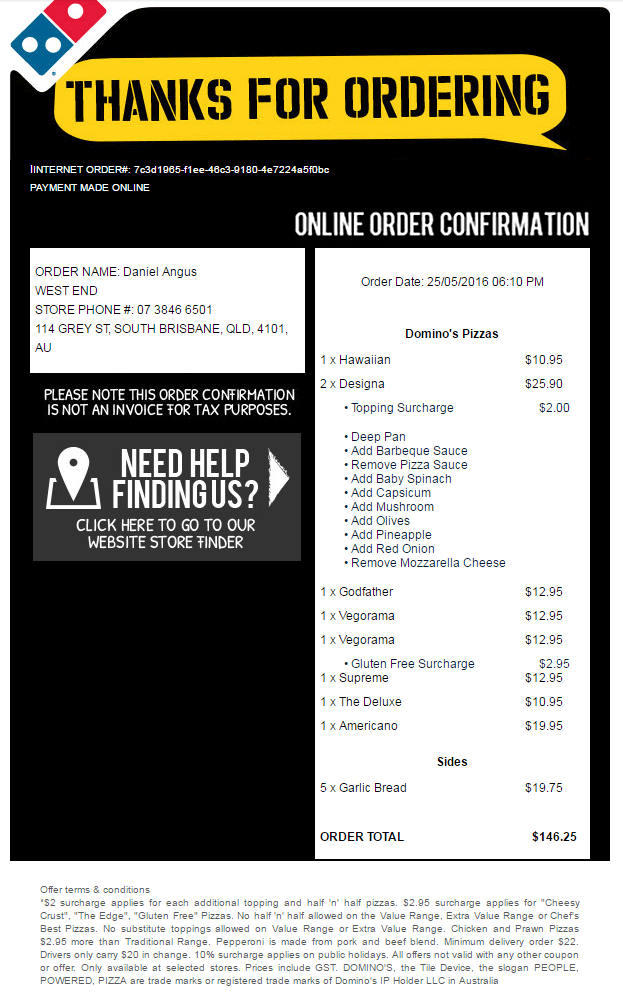 THANKS FOR ORDERING
IINTERNET ORDER#: 7c3d1965-f1ee-46c3-9180-4e7224a5f0bc
PAYMENT MADE ONLINE
ONLINE ORDER CONFIRMATION
ORDER NAME: Daniel Angus
WEST END
STORE PHONE #: 07 3846 6501
114 GREY ST, SOUTH BRISBANE, QLD, 4101,
AU
PLEASE NOTE THIS ORDER CONFIRMATION
IS NOT AN INVOICE FOR TAX PURPOSES.
NEED HELP
FINDING US?
CLICK HERE TO GO TO OUR
WEBSITE STORE FINDER
Order Date: 25/05/2016 06:10 PM
Domino's Pizzas
1 x Hawaiian $10.95
2 x Designa $25.90
• Topping Surcharge $2.00
• Deep Pan
• Add Barbeque Sauce
• Remove Pizza Sauce
• Add Baby Spinach
• Add Capsicum
• Add Mushroom
• Add Olives
• Add Pineapple
• Add Red Onion
• Remove Mozzarella Cheese
1 x Godfather $12.95
1 x Vegorama $12.95
1 x Vegorama $12.95
• Gluten Free Surcharge $2.95
1 x Supreme $12.95
1 x The Deluxe $10.95
1 x Americano $19.95
Sides
5 x Garlic Bread $19.75
ORDER TOTAL $146.25
Offer terms & conditions
*$2 surcharge applies for each additional topping and half 'n' half pizzas. $2.95 surcharge applies for "Cheesy
Crust", "The Edge", "Gluten Free" Pizzas. No half 'n' half allowed on the Value Range, Extra Value Range or Chef's
Best Pizzas. No substitute toppings allowed on Value Range or Extra Value Range. Chicken and Prawn Pizzas
$2.95 more than Traditional Range. Pepperoni is made from pork and beef blend. Minimum delivery order $22.
Drivers only carry $20 in change. 10% surcharge applies on public holidays. All offers not valid with any other coupon
or offer. Only available at selected stores. Prices include GST. DOMINO'S, the Tile Device, the slogan PEOPLE,
POWERED, PIZZA are trade marks or registered trade marks of Domino's IP Holder LLC in Australia